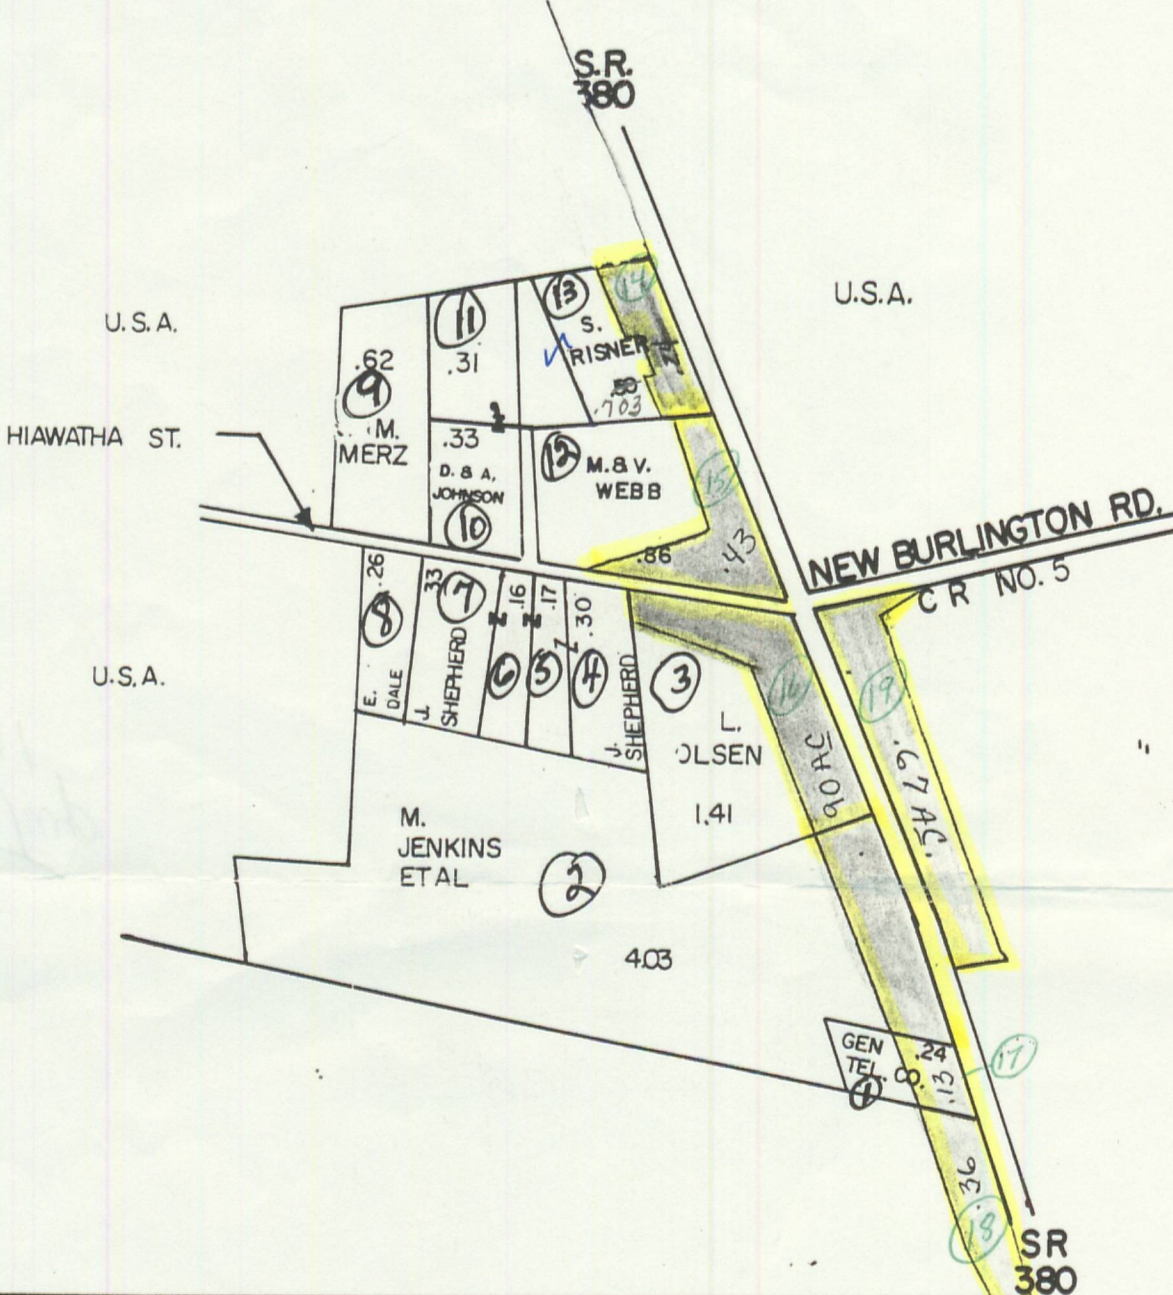 S.R.
380
U.S.A.
U.S.A.
HIAWATHA ST.
.62
9
M.
MERZ
11
.31
.33
D. & A.
JOHNSON
10
13
S.
RISNER
.50
.703
14
12
M. & V.
WEBB
15
.86
.43
NEW BURLINGTON RD.
C R NO. 5
U.S.A.
.26
8
E.
DALE
.33
7
J.
SHEPHERD
.16
6
.17
5
.30
4
J.
SHEPHERD
3
L.
OLSEN
1.41
16
.90 AC
19
.67 AC.
M.
JENKINS
ET AL
2
4.03
GEN
TEL. CO.
.24
.13
1
17
.36
18
SR
380